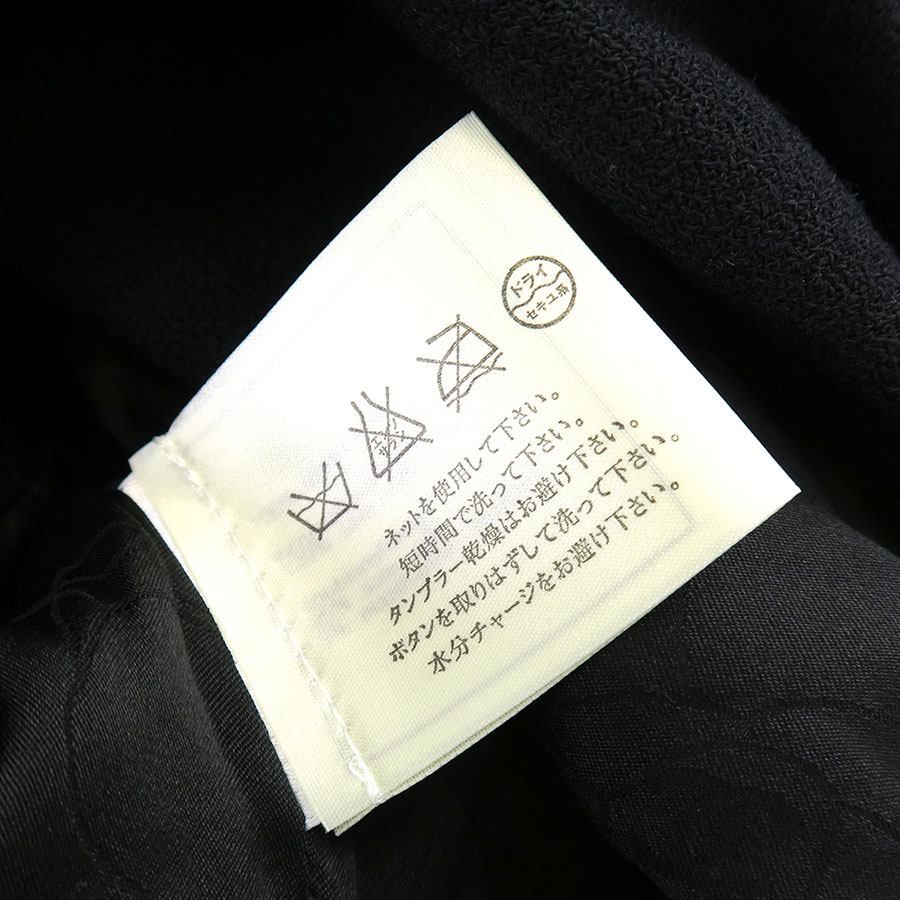 ドライ
セキユ系
エンソ
サラシ
ネットを使用して下さい。
短時間で洗って下さい。
タンブラー乾燥はお避け下さい。
ボタンを取りはずして洗って下さい。
水分チャージをお避け下さい。